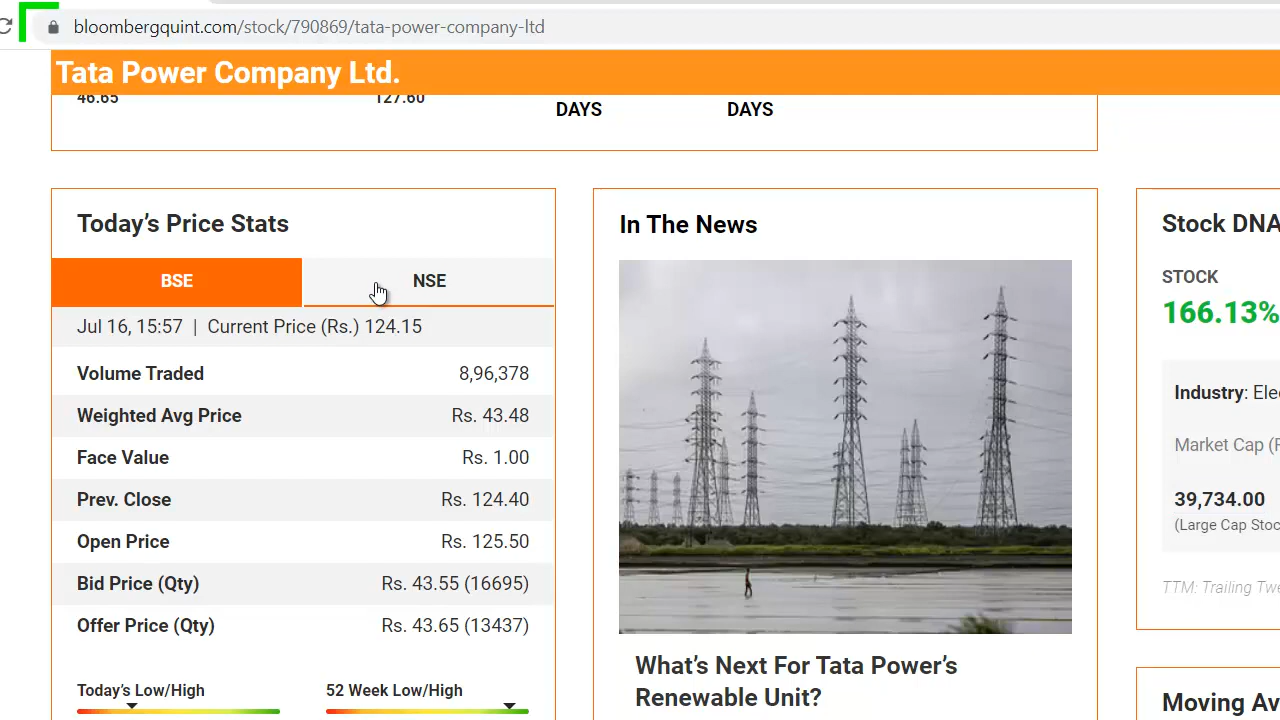 bloombergquint.com/stock/790869/tata-power-company-ltd
Tata Power Company Ltd.
46.65
127.60
DAYS
DAYS
Today's Price Stats
BSE
NSE
Jul 16, 15:57 | Current Price (Rs.) 124.15
Volume Traded 8,96,378
Weighted Avg Price Rs. 43.48
Face Value Rs. 1.00
Prev. Close Rs. 124.40
Open Price Rs. 125.50
Bid Price (Qty) Rs. 43.55 (16695)
Offer Price (Qty) Rs. 43.65 (13437)
Today's Low/High
52 Week Low/High
In The News
What's Next For Tata Power's
Renewable Unit?
Stock DNA
STOCK
166.13%
Industry:
Market Cap
39,734.00
(Large Cap
TTM: Trailing
Moving